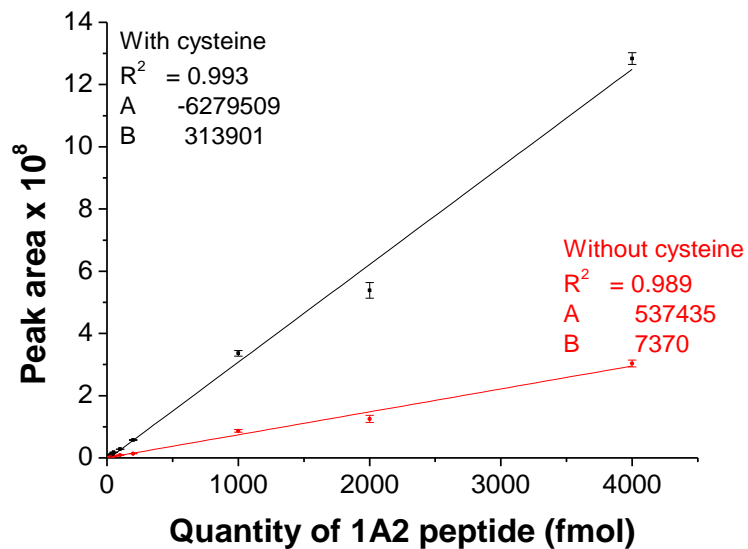 With cysteine
R² = 0.993
A -6279509
B 313901
Without cysteine
R² = 0.989
A 537435
B 7370
Peak area x 10⁸
14
12
10
8
6
4
2
0
0 1000 2000 3000 4000
Quantity of 1A2 peptide (fmol)